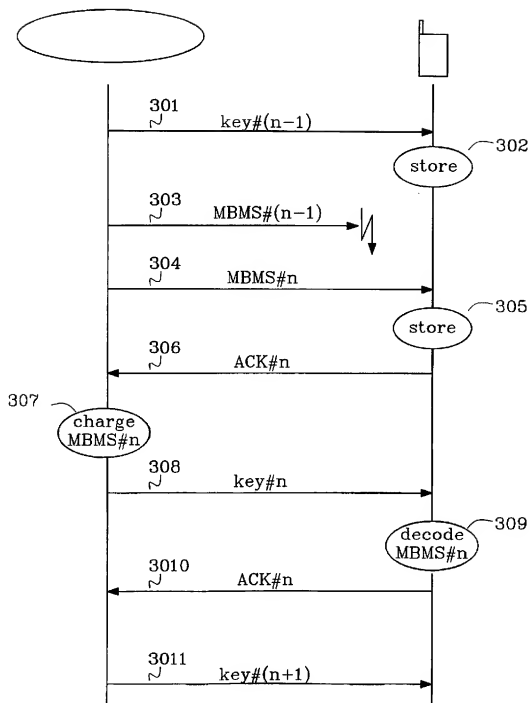 301
key#(n-1)
302
store
303
MBMS#(n-1)
304
MBMS#n
305
store
306
ACK#n
307
charge
MBMS#n
308
key#n
309
decode
MBMS#n
3010
ACK#n
3011
key#(n+1)